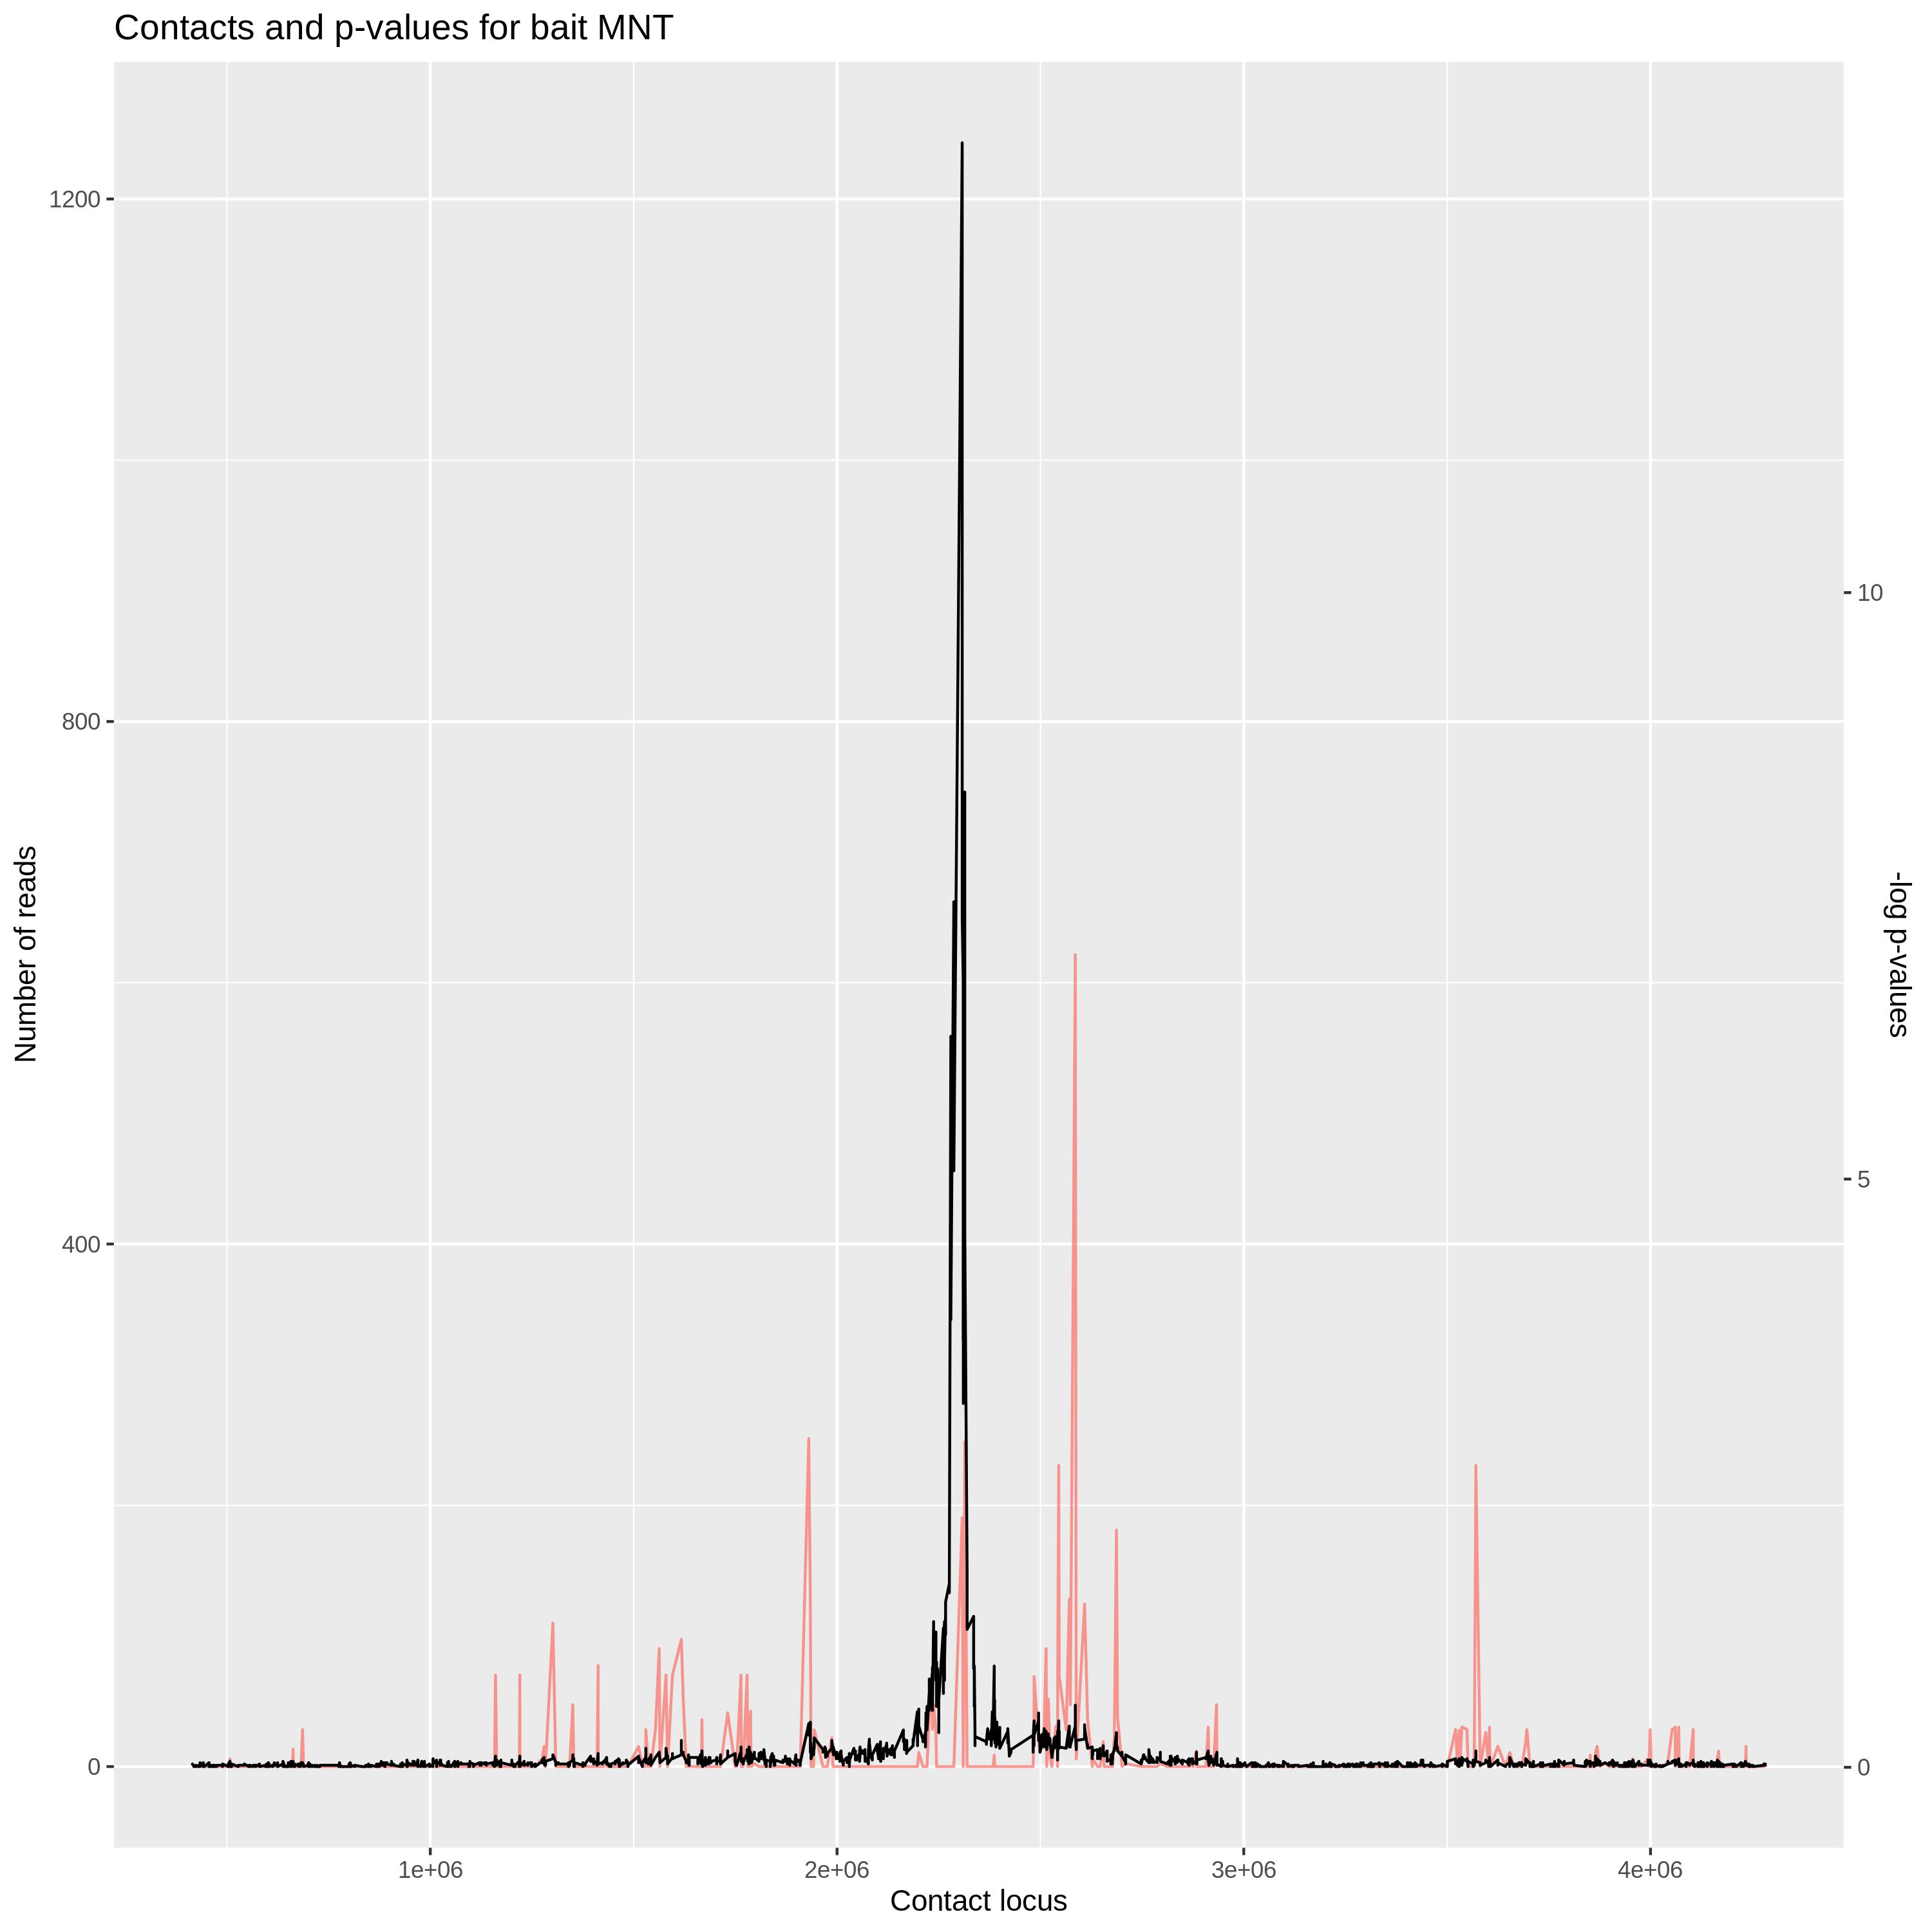 Contacts and p-values for bait MNT
1200
800
400
0
Number of reads
10
5
0
-log p-values
1e+06
2e+06
3e+06
4e+06
Contact locus